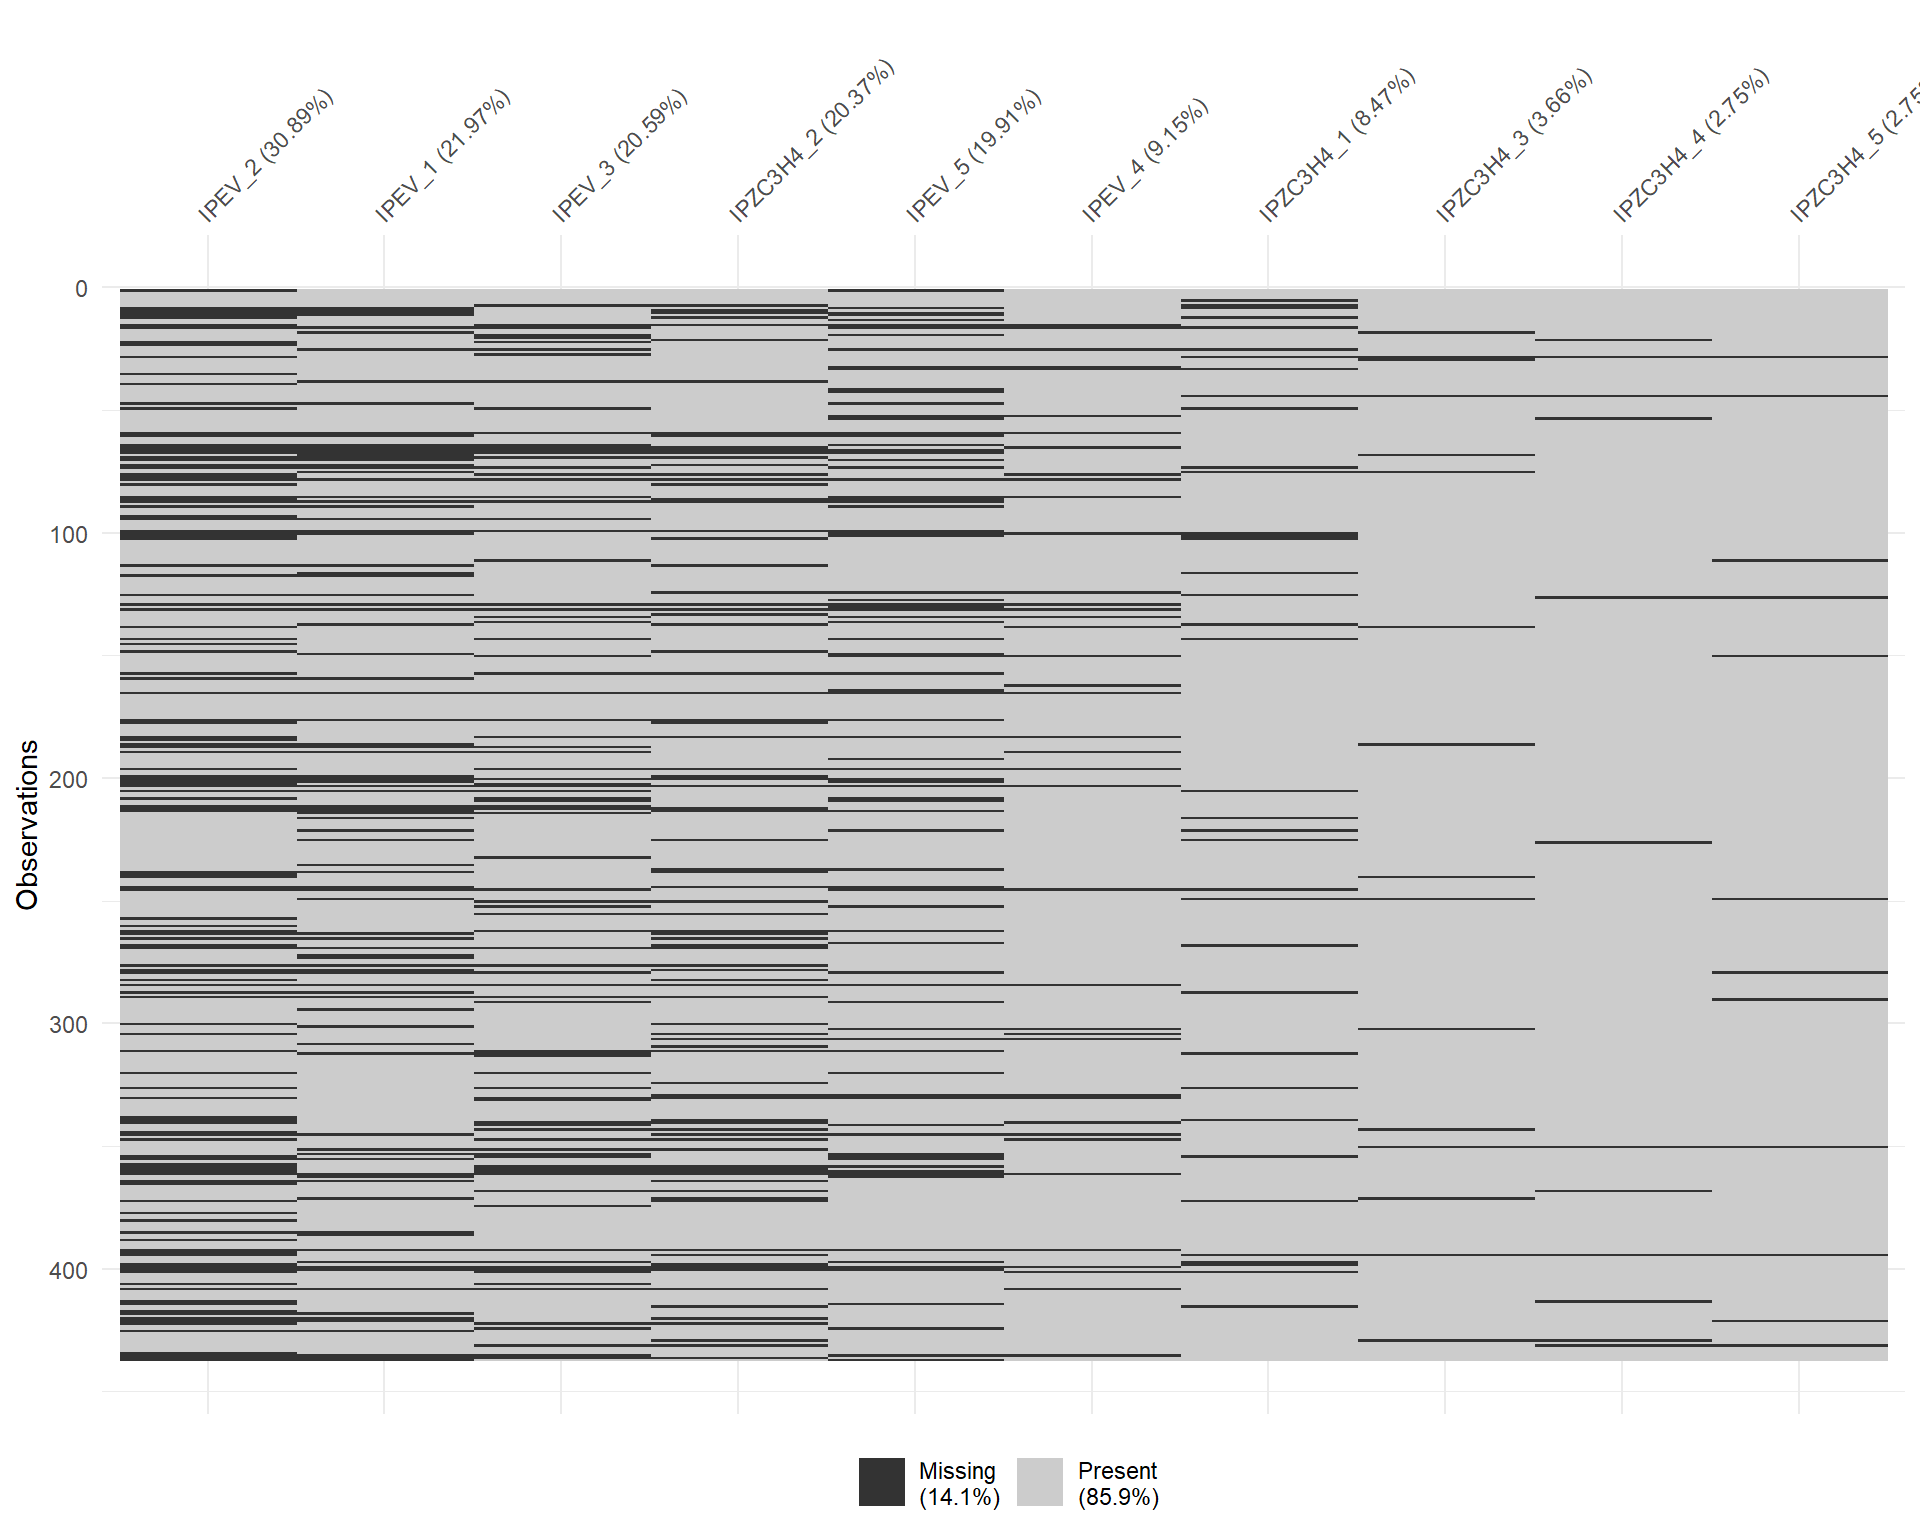 IPEV_2 (30.89%)
IPEV_1 (21.97%)
IPEV_3 (20.59%)
IPZC3H4_2 (20.37%)
IPEV_5 (19.91%)
IPEV_4 (9.15%)
IPZC3H4_1 (8.47%)
IPZC3H4_3 (3.66%)
IPZC3H4_4 (2.75%)
IPZC3H4_5 (2.75
0
100
200
300
400
Observations
Missing
(14.1%)
Present
(85.9%)